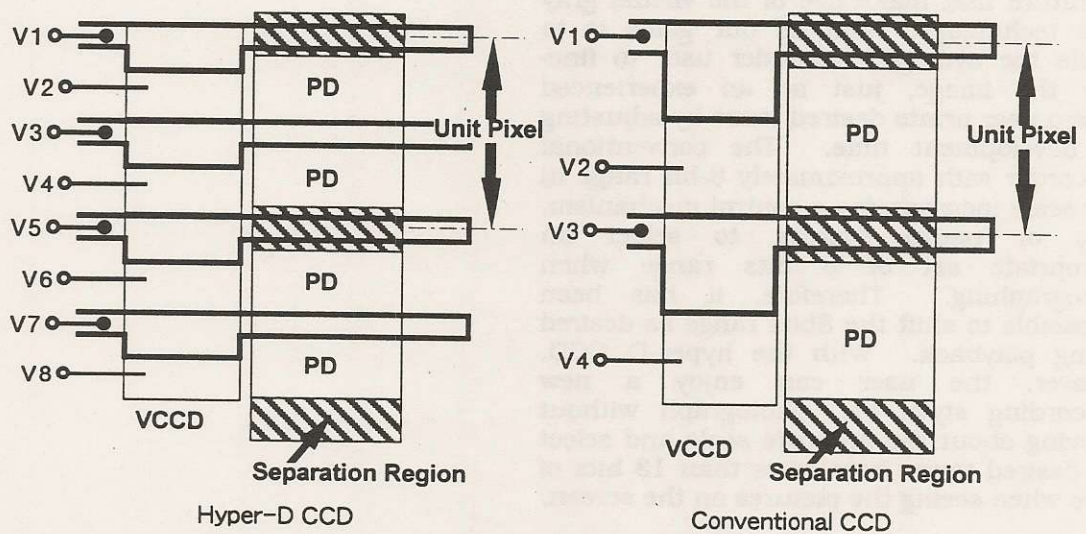 V1
V2
V3
V4
V5
V6
V7
V8
PD
PD
PD
PD
Unit Pixel
VCCD
Separation Region
Hyper-D CCD
V1
V2
V3
V4
PD
PD
Unit Pixel
VCCD
Separation Region
Conventional CCD